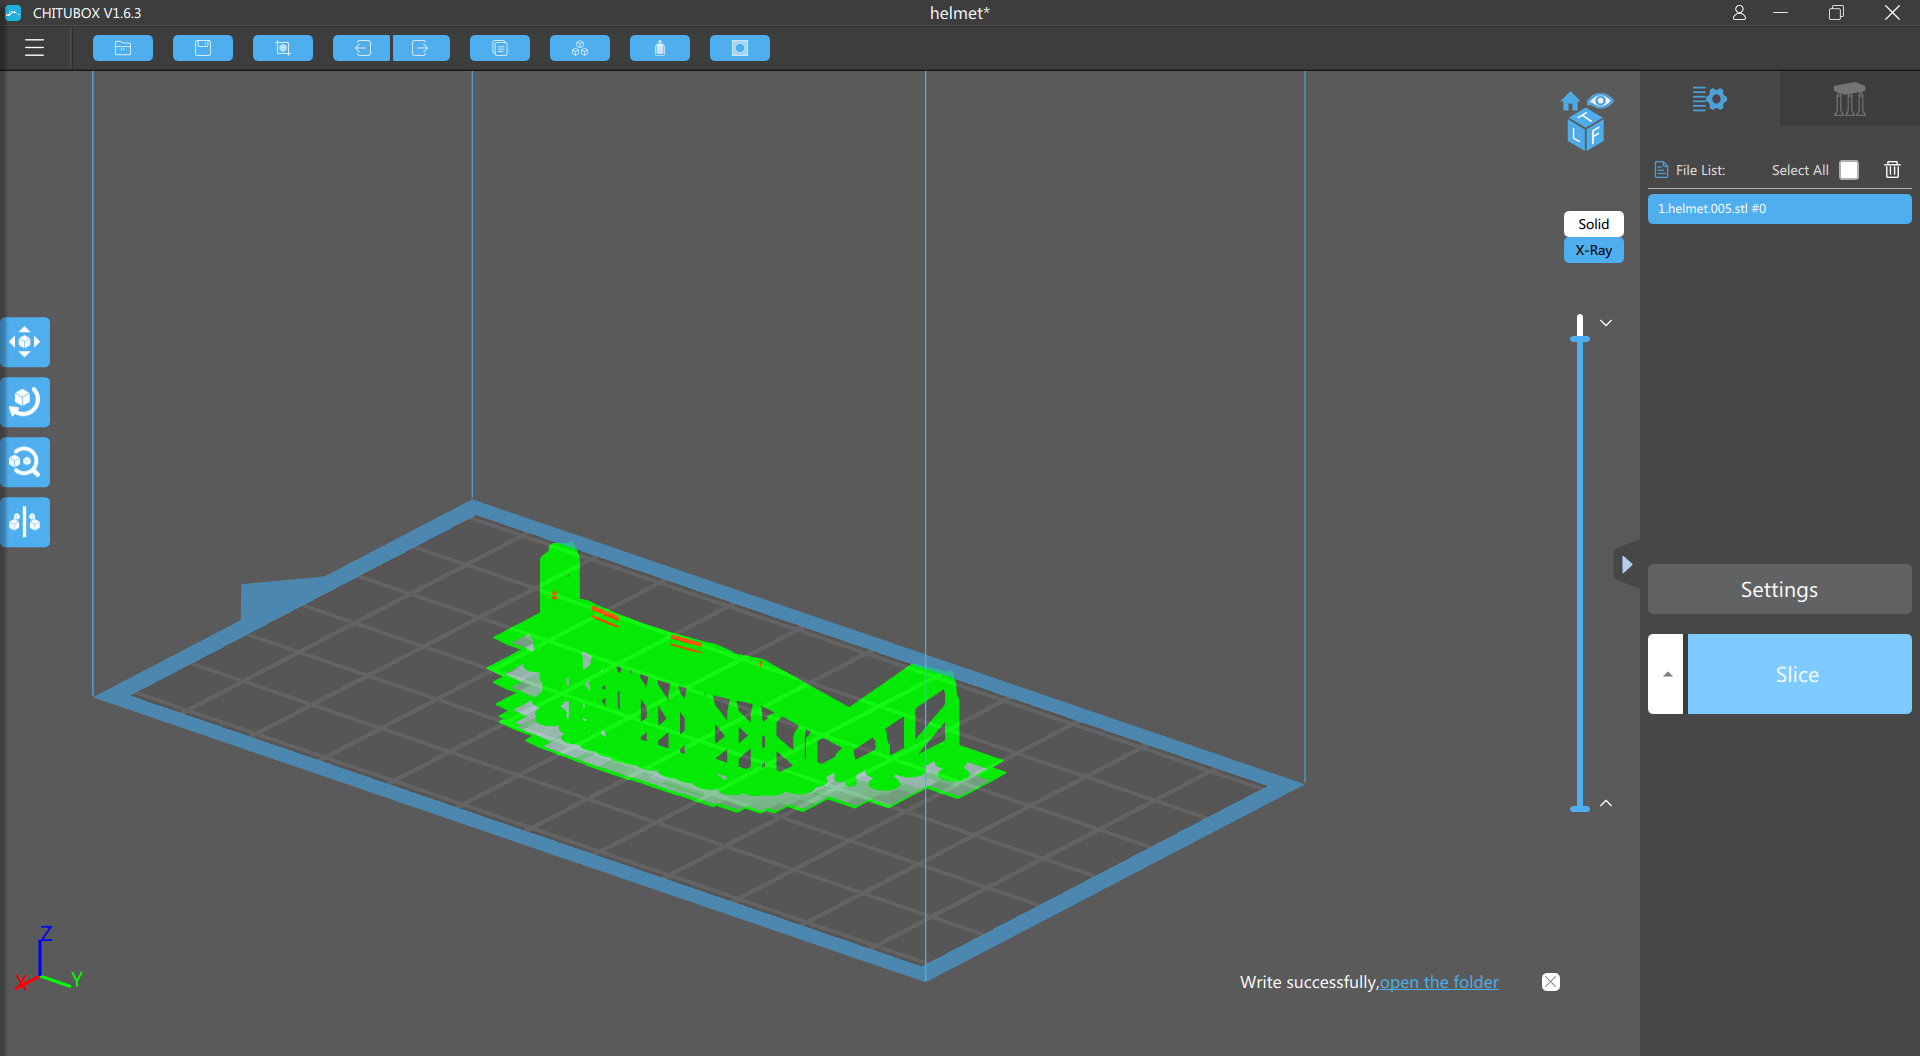 CHITUBOX V1.6.3
helmet*
T
L F
File List:
Select All
1.helmet.005.stl #0
Solid
X-Ray
Settings
Slice
Z
X
Y
Write successfully,open the folder